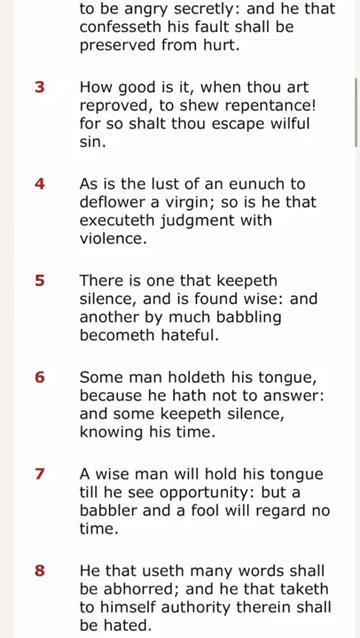 to be angry secretly: and he that
confesseth his fault shall be
preserved from hurt.
3 How good is it, when thou art
reproved, to shew repentance!
for so shalt thou escape wilful
sin.
4 As is the lust of an eunuch to
deflower a virgin; so is he that
executeth judgment with
violence.
5 There is one that keepeth
silence, and is found wise: and
another by much babbling
becometh hateful.
6 Some man holdeth his tongue,
because he hath not to answer:
and some keepeth silence,
knowing his time.
7 A wise man will hold his tongue
till he see opportunity: but a
babbler and a fool will regard no
time.
8 He that useth many words shall
be abhorred; and he that taketh
to himself authority therein shall
be hated.